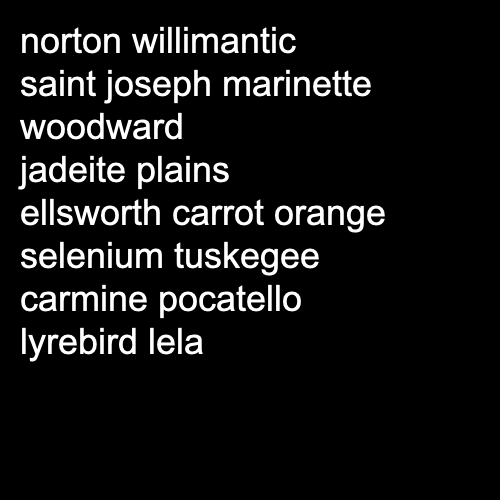 norton willimantic
saint joseph marinette
woodward
jadeite plains
ellsworth carrot orange
selenium tuskegee
carmine pocatello
lyrebird lela